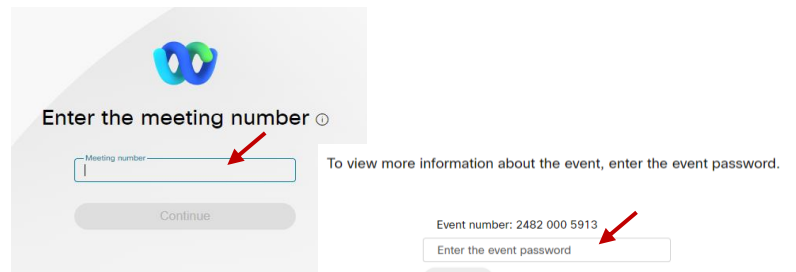 Enter the meeting number
Meeting number
Continue
To view more information about the event, enter the event password.
Event number: 2482 000 5913
Enter the event password